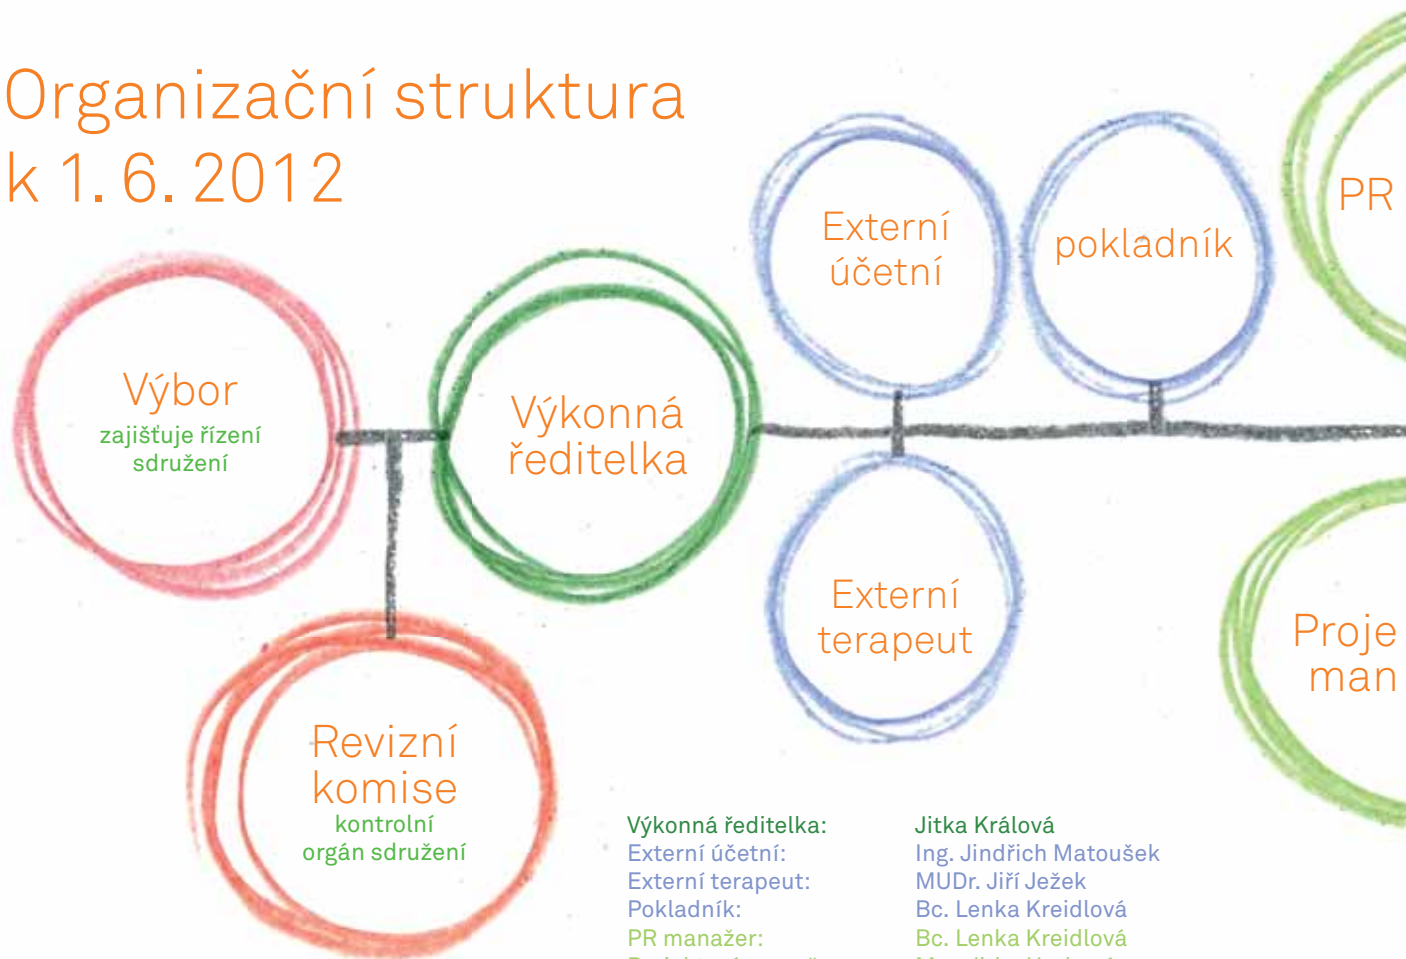 Organizační struktura
k 1. 6. 2012
Externí
účetní
pokladník
PR
Výbor
zajišťuje řízení
sdružení
Výkonná
ředitelka
Externí
terapeut
Revizní
komise
kontrolní
orgán sdružení
Výkonná ředitelka: Jitka Králová
Externí účetní: Ing. Jindřich Matoušek
Externí terapeut: MUDr. Jiří Ježek
Pokladník: Bc. Lenka Kreidlová
PR manažer: Bc. Lenka Kreidlová